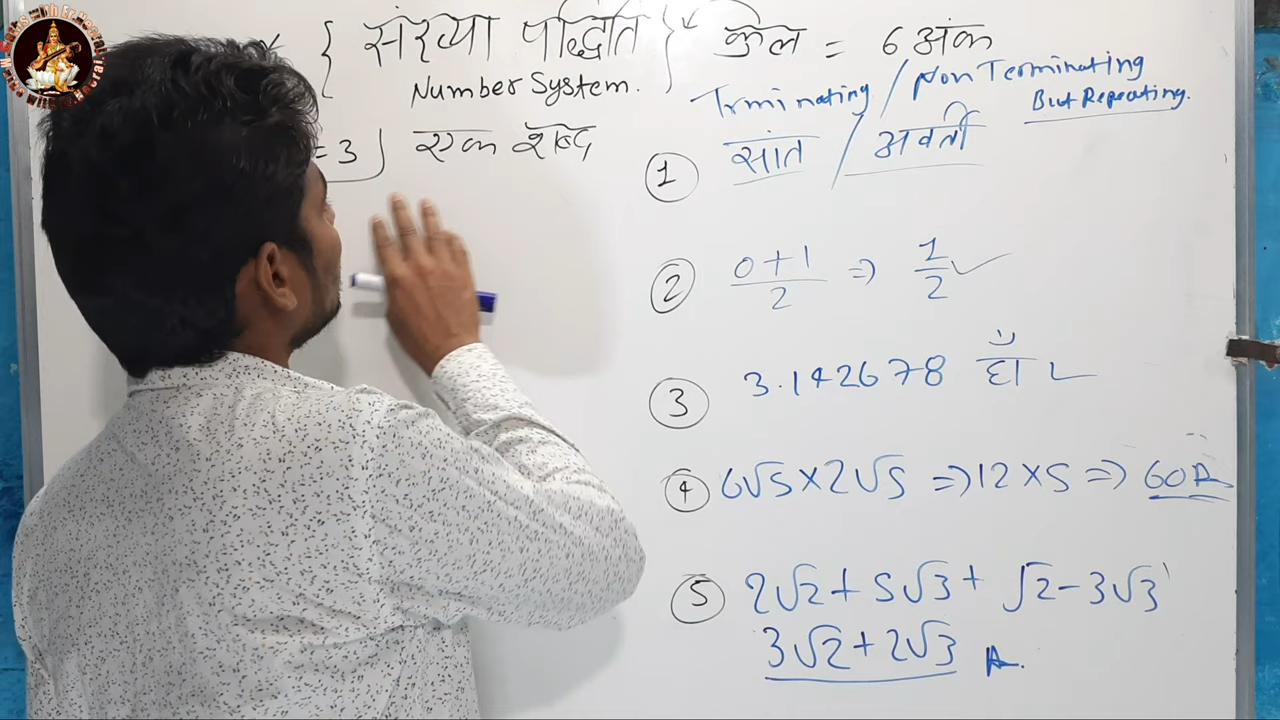 { संख्या पद्धिति } कुल = 6 अंक
Number System.
Trminating / Non Terminating
But Repeating.
= 3 ) एक शब्द
① सांत / अवर्ती
② 0+1/2 => 1/2 ✓
③ 3.142678 हाँ
④ 6√5×2√5 => 12×5 => 60 A
⑤ 2√2+5√3+ √2-3√3
3√2+2√3 A.